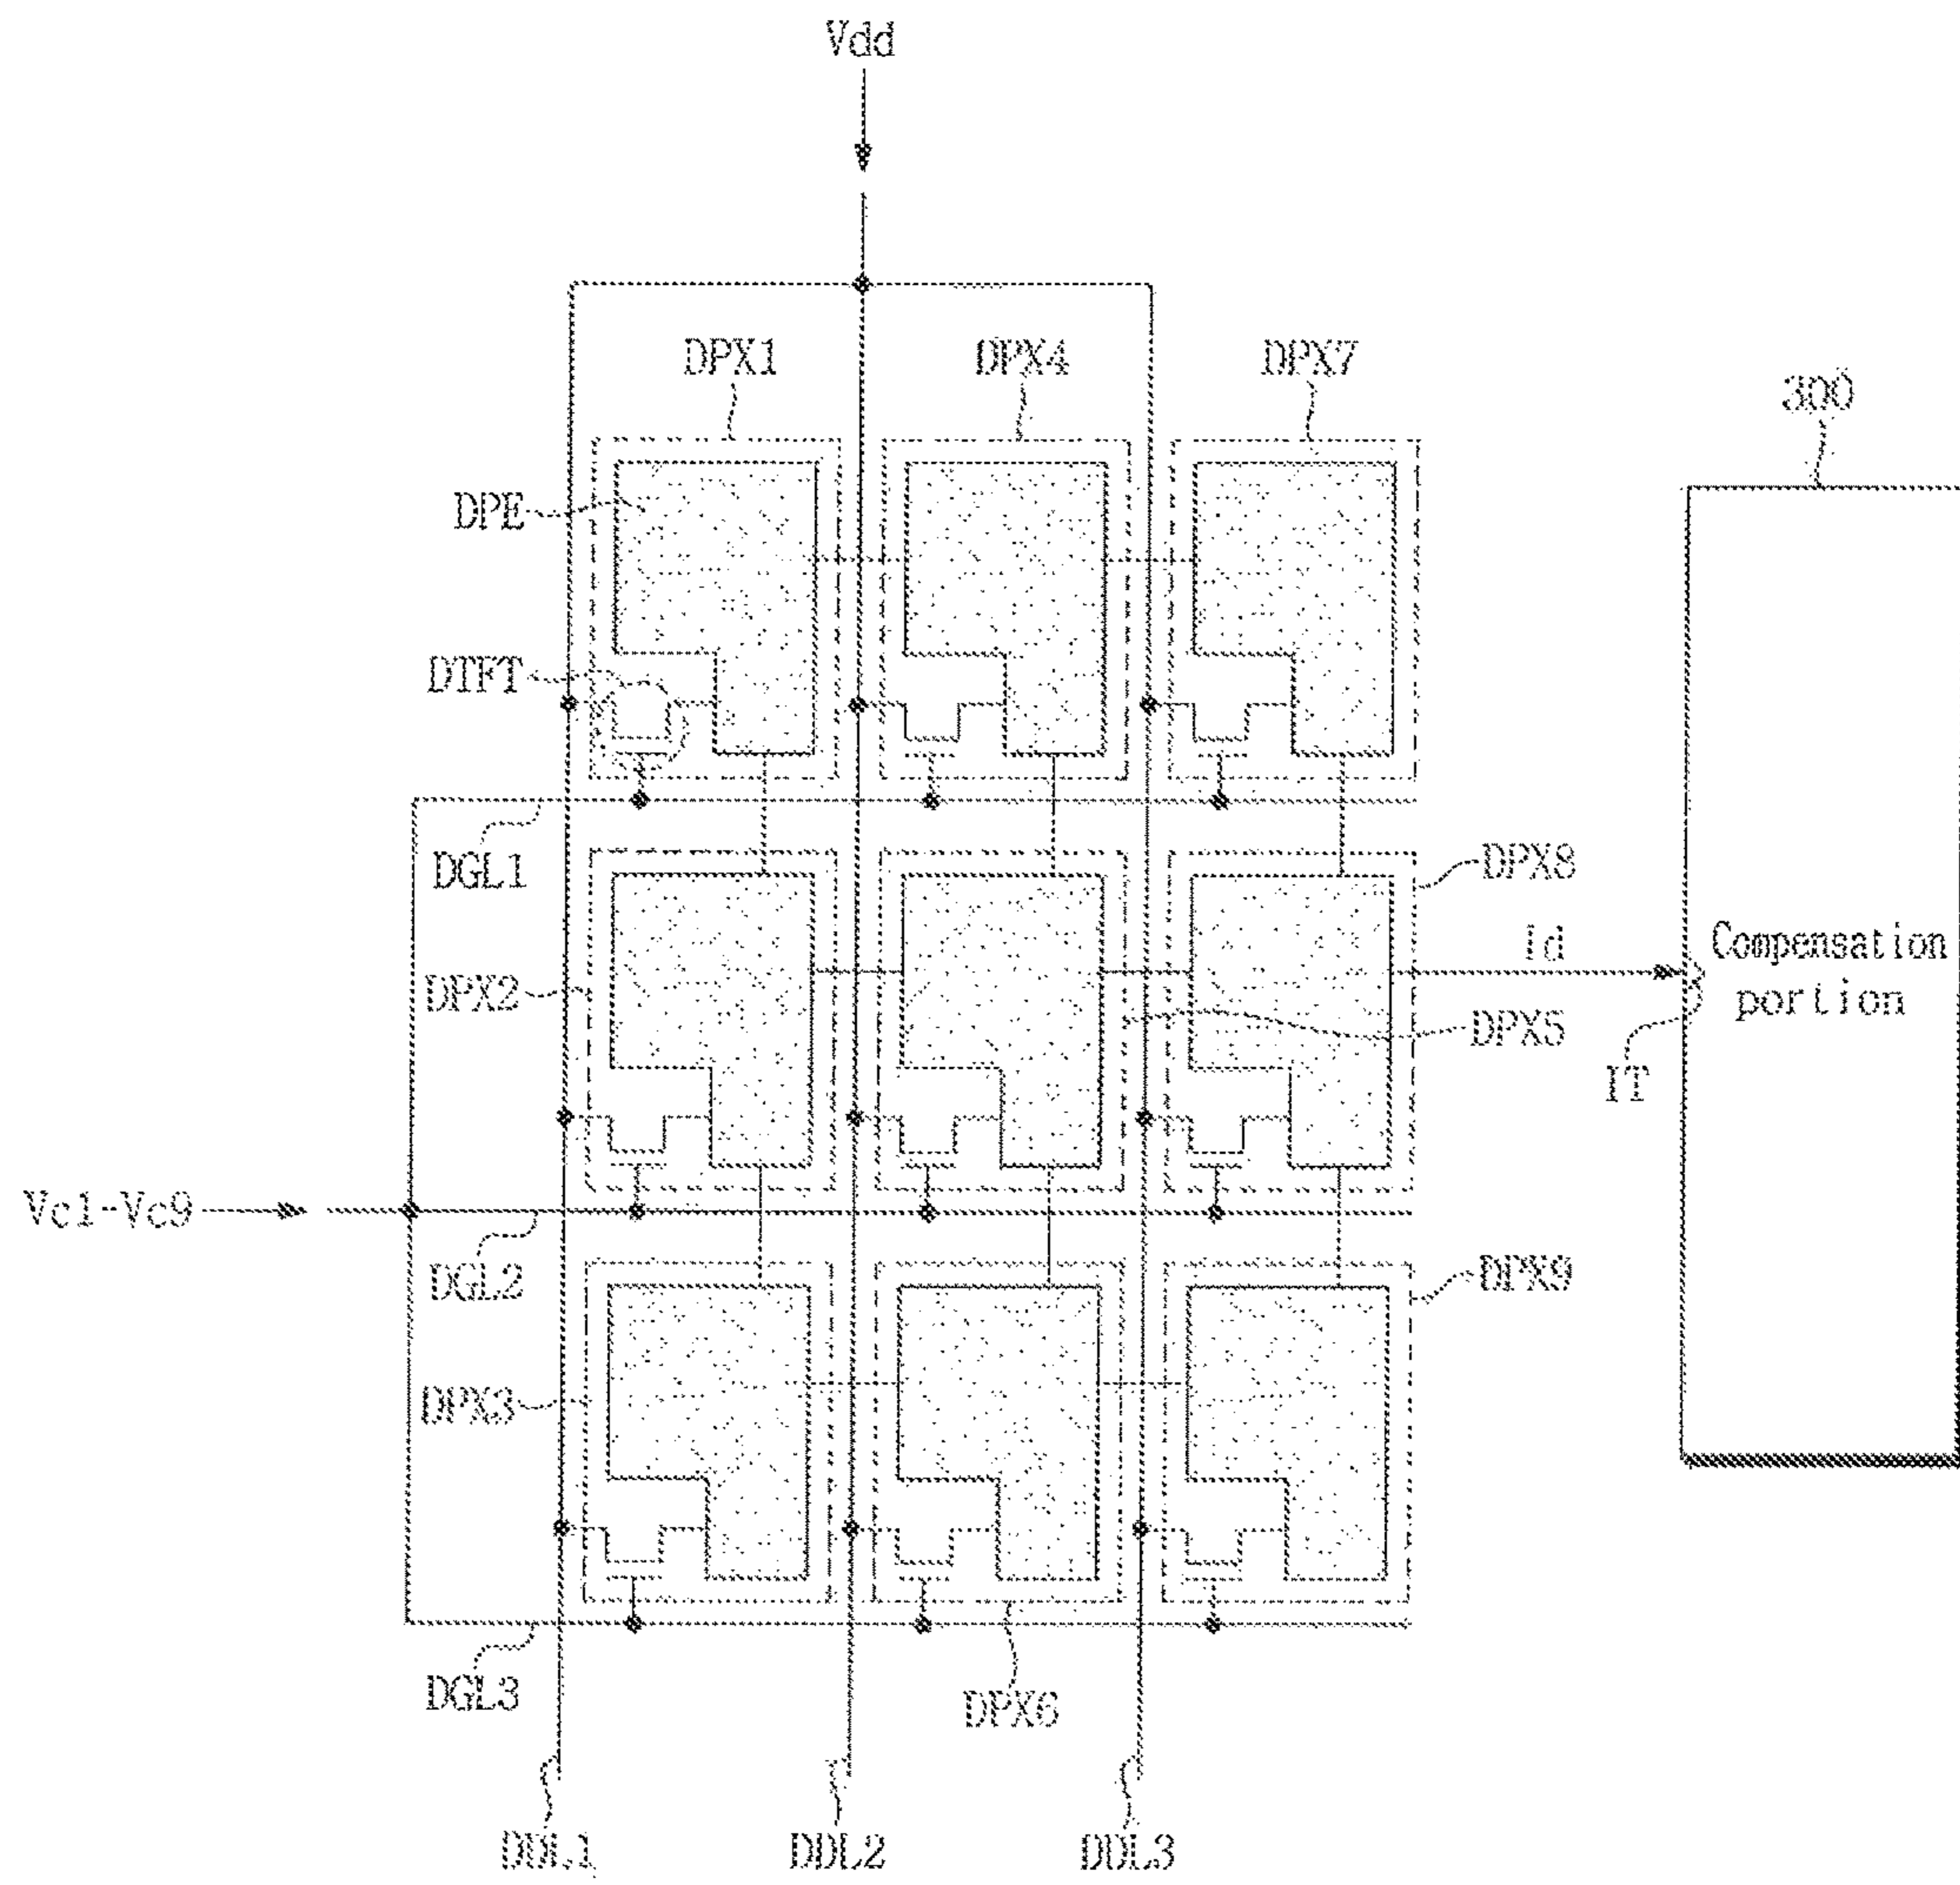 Vdd
DPX1
DPX4
DPX7
300
DPE
DTFT
DGL1
DPX8
Id
Compensation
portion
DPX2
DPX5
IT
Vc1-Vc9
DGL2
DPX9
DPX3
DGL3
DPX6
DDL1
DDL2
DDL3